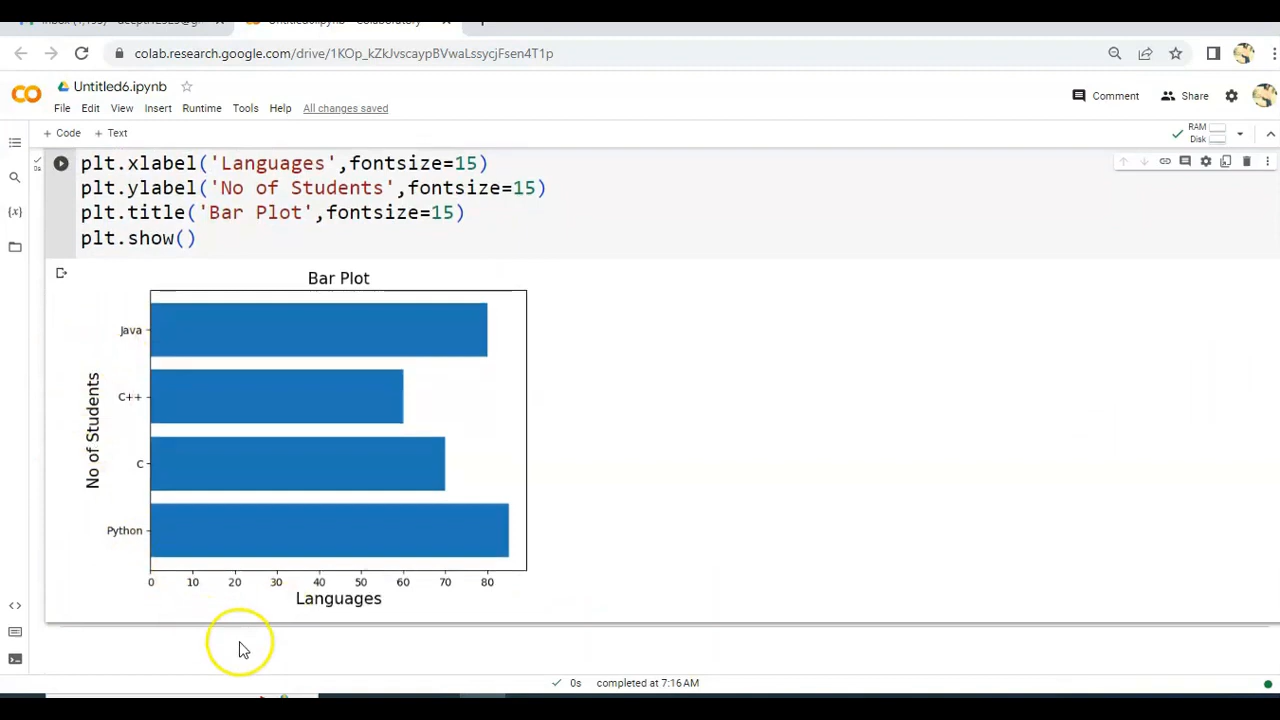 colab.research.google.com/drive/1KOp_kZkJvscaypBVwaLssycjFsen4T1p
Untitled6.ipynb
Comment
Share
File Edit View Insert Runtime Tools Help All changes saved
+ Code + Text
RAM
Disk
plt.xlabel('Languages',fontsize=15)
plt.ylabel('No of Students',fontsize=15)
plt.title('Bar Plot',fontsize=15)
plt.show()
0s
{x}
Bar Plot
Java
C++
C
Python
No of Students
0 10 20 30 40 50 60 70 80
Languages
0s completed at 7:16 AM